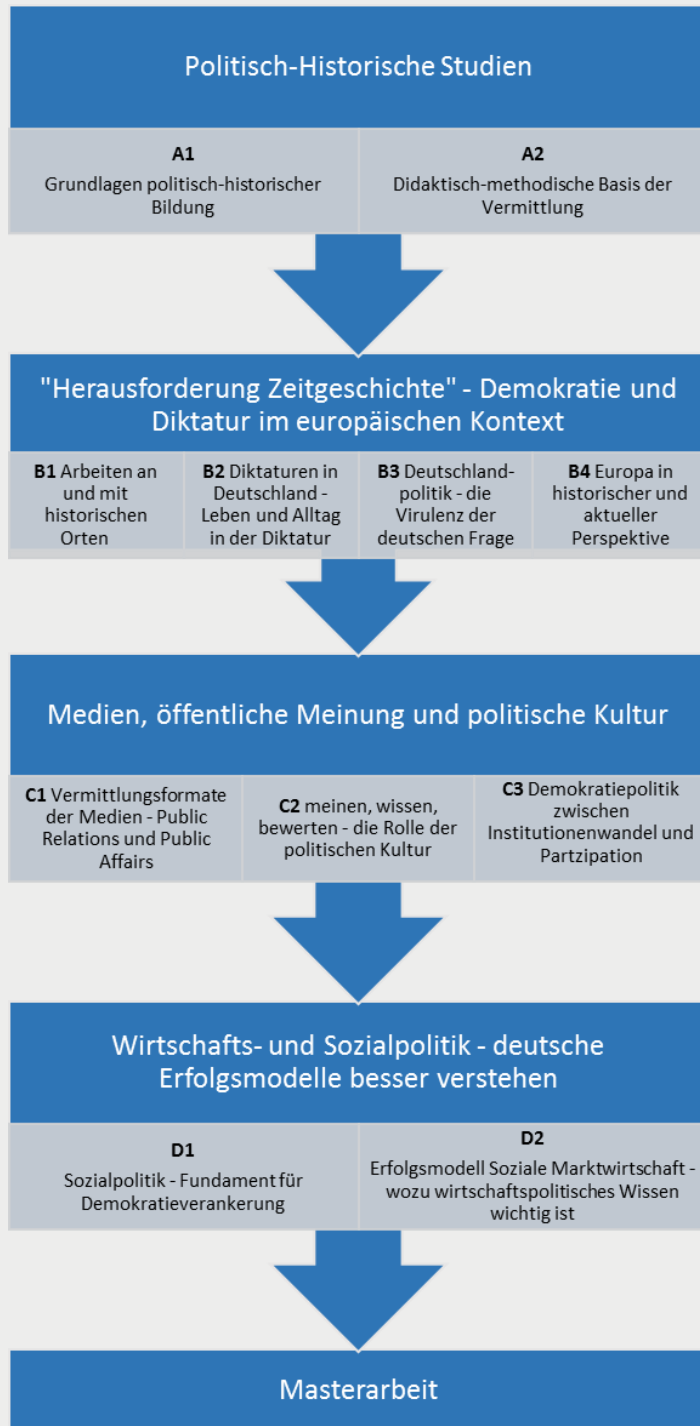 Politisch-Historische Studien
A1
Grundlagen politisch-historischer
Bildung
A2
Didaktisch-methodische Basis der
Vermittlung
"Herausforderung Zeitgeschichte" - Demokratie und
Diktatur im europäischen Kontext
B1 Arbeiten an
und mit
historischen
Orten
B2 Diktaturen in
Deutschland -
Leben und Alltag
in der Diktatur
B3 Deutschland-
politik - die
Virulenz der
deutschen Frage
B4 Europa in
historischer und
aktueller
Perspektive
Medien, öffentliche Meinung und politische Kultur
C1 Vermittlungsformate
der Medien - Public
Relations und Public
Affairs
C2 meinen, wissen,
bewerten - die Rolle der
politischen Kultur
C3 Demokratiepolitik
zwischen
Institutionenwandel und
Partzipation
Wirtschafts- und Sozialpolitik - deutsche
Erfolgsmodelle besser verstehen
D1
Sozialpolitik - Fundament für
Demokratieverankerung
D2
Erfolgsmodell Soziale Marktwirtschaft -
wozu wirtschaftspolitisches Wissen
wichtig ist
Masterarbeit